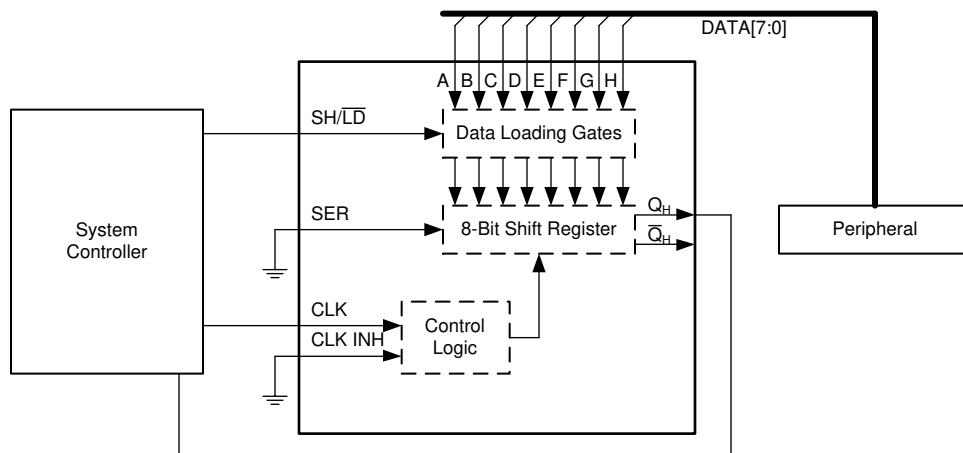 DATA[7:0]
A B C D E F G H
SH/L̅D̅
Data Loading Gates
SER
8-Bit Shift Register
Q_H
Q̅_H
System
Controller
Peripheral
CLK
CLK INH
Control
Logic